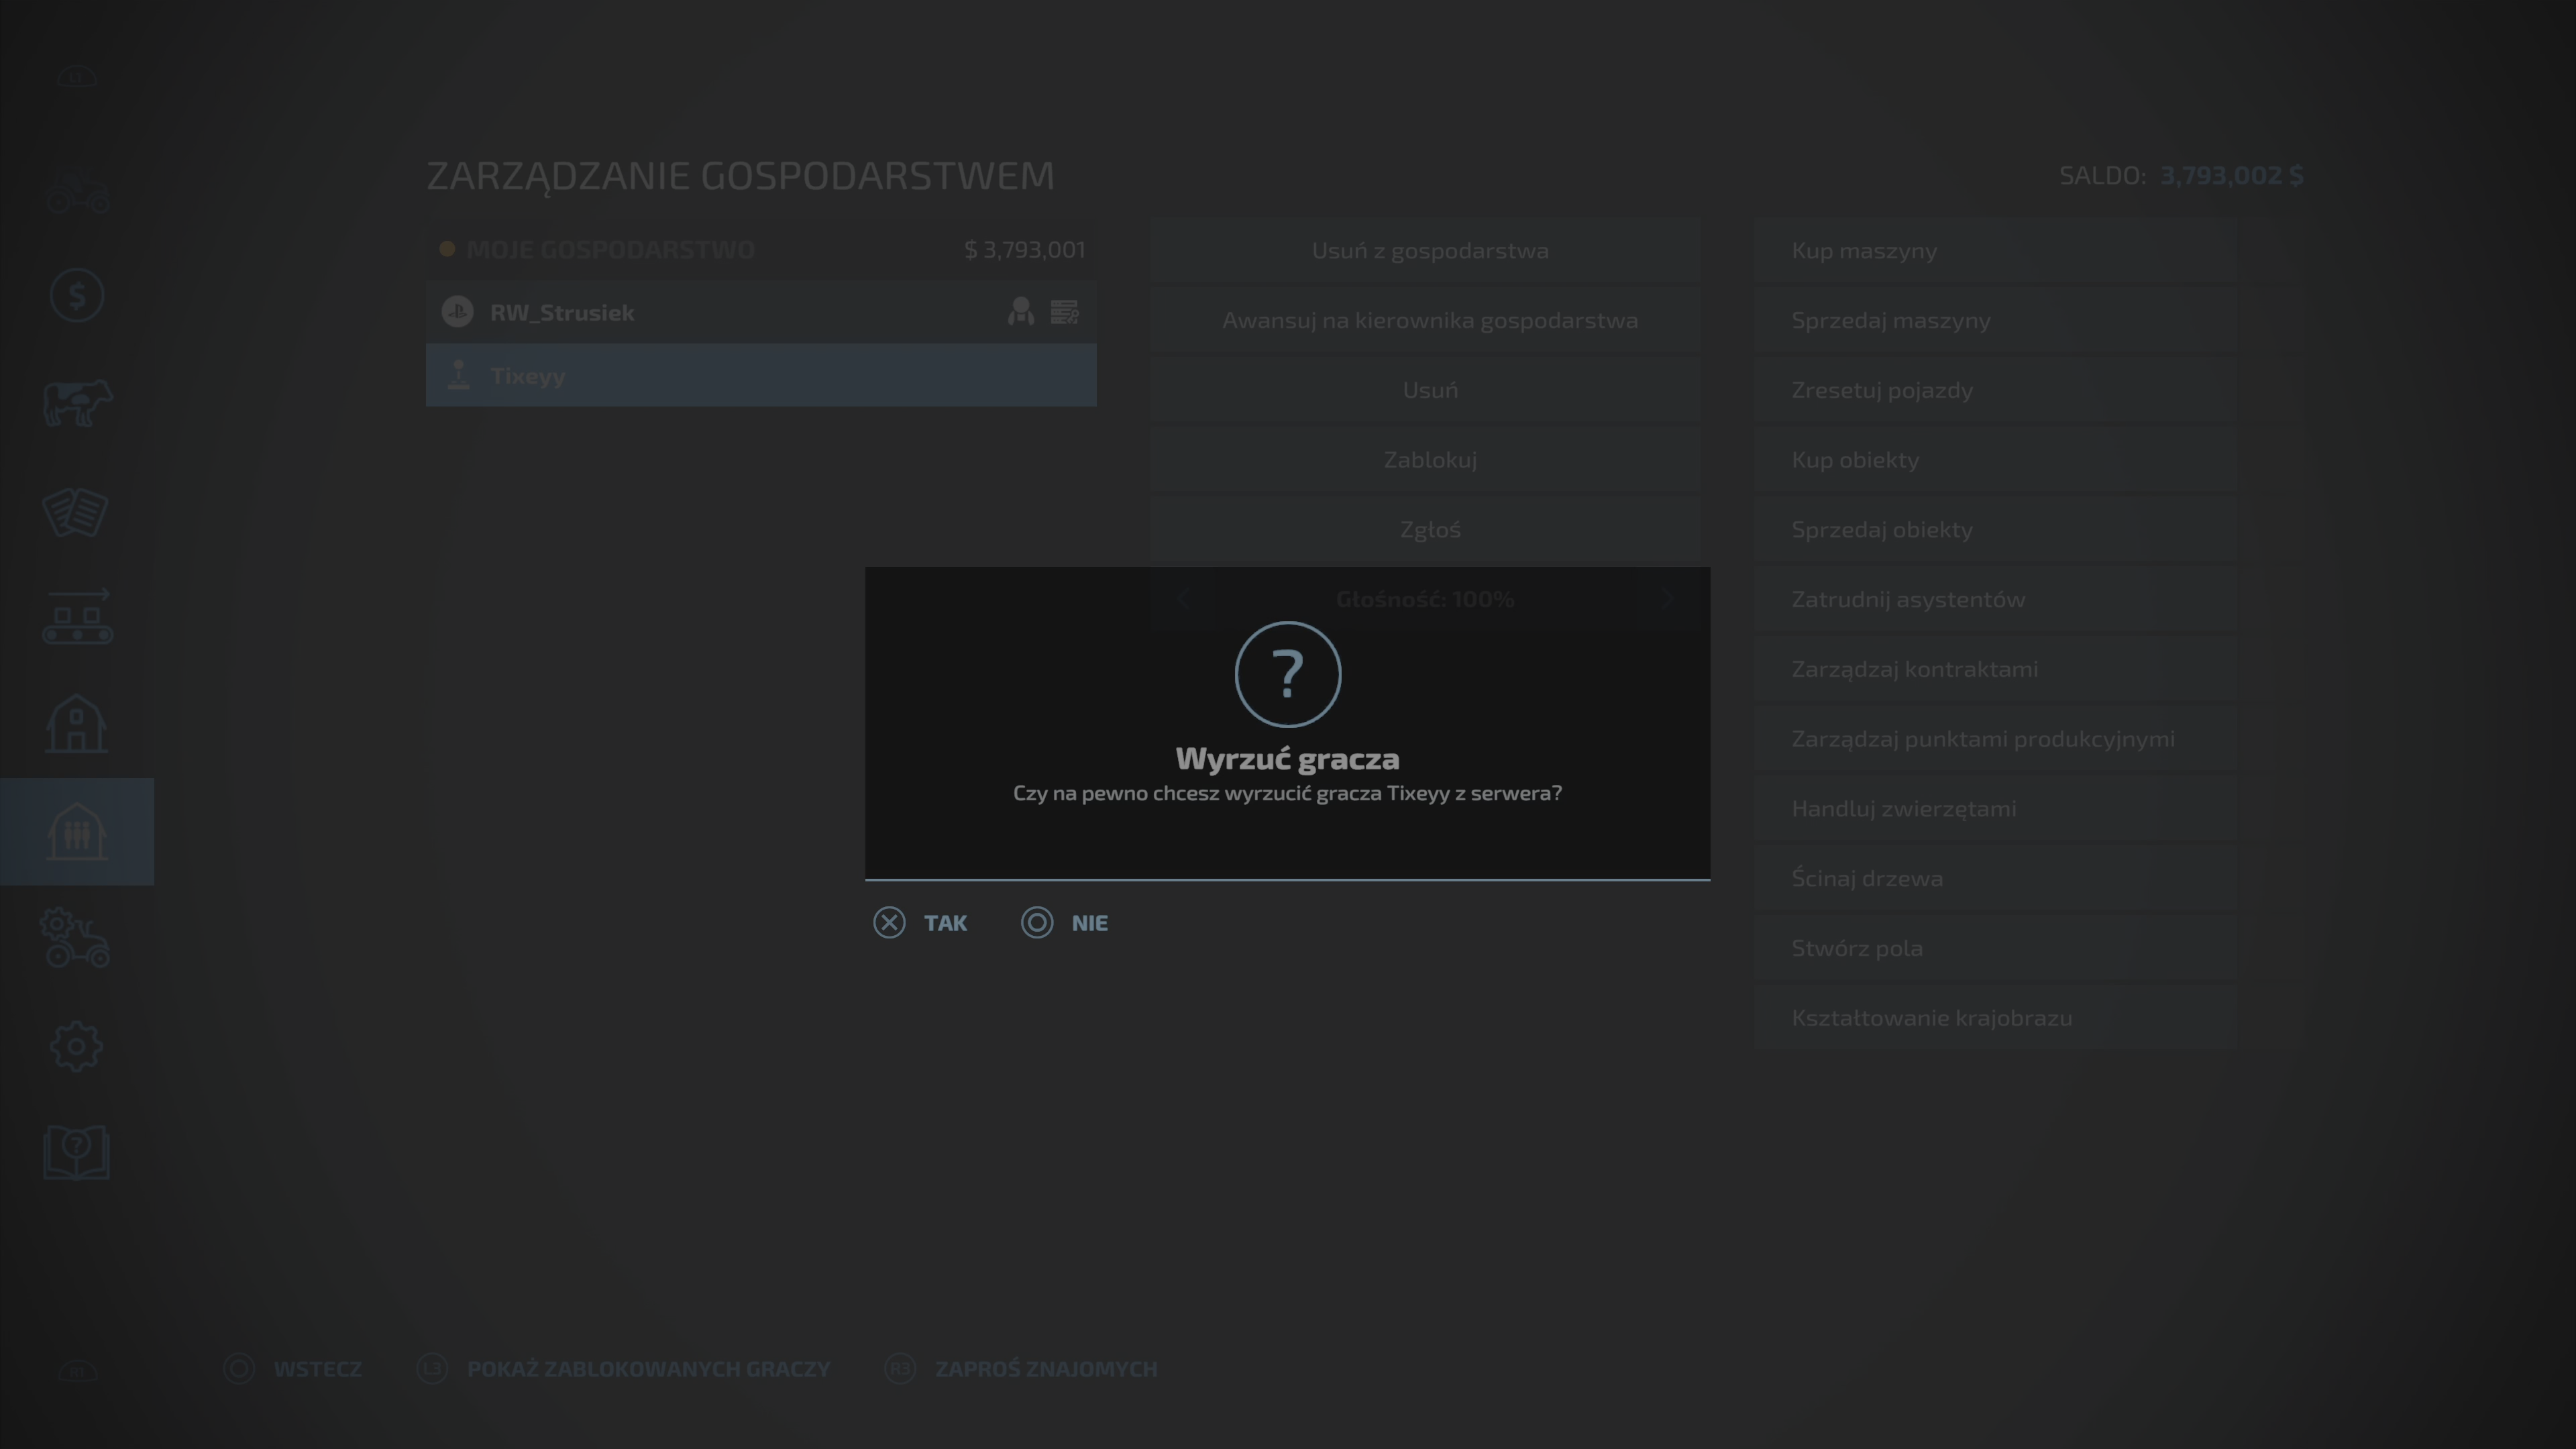 LT
ZARZĄDZANIE GOSPODARSTWEM
SALDO: 3,793,002 $
MOJE GOSPODARSTWO $ 3,793,001
RW_Strusiek
Tixeyy
Usuń z gospodarstwa
Awansuj na kierownika gospodarstwa
Usuń
Zablokuj
Zgłoś
Głośność: 100%
Kup maszyny
Sprzedaj maszyny
Zresetuj pojazdy
Kup obiekty
Sprzedaj obiekty
Zatrudnij asystentów
Zarządzaj kontraktami
Zarządzaj punktami produkcyjnymi
Handluj zwierzętami
Ścinaj drzewa
Stwórz pola
Kształtowanie krajobrazu
?
Wyrzuć gracza
Czy na pewno chcesz wyrzucić gracza Tixeyy z serwera?
TAK NIE
WSTECZ L3 POKAŻ ZABLOKOWANYCH GRACZY R3 ZAPROŚ ZNAJOMYCH